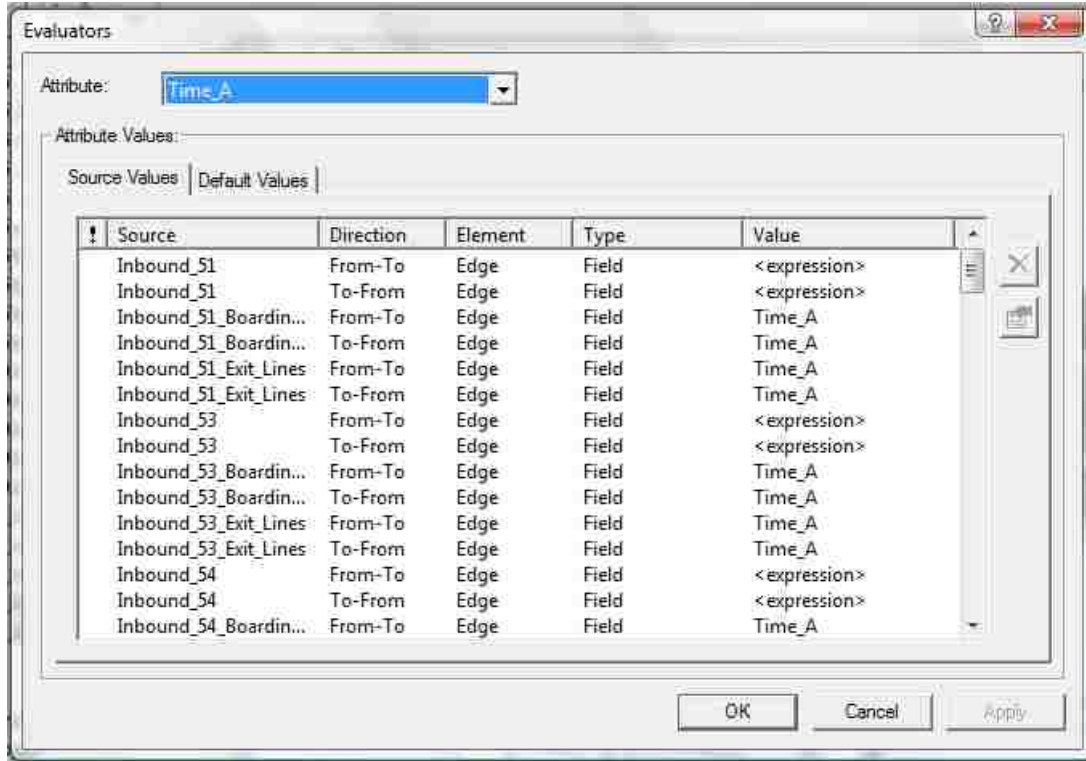 Evaluators
Attribute: Time_A
Attribute Values:
Source Values Default Values
! Source Direction Element Type Value
Inbound_51 From-To Edge Field <expression>
Inbound_51 To-From Edge Field <expression>
Inbound_51_Boardin... From-To Edge Field Time_A
Inbound_51_Boardin... To-From Edge Field Time_A
Inbound_51_Exit_Lines From-To Edge Field Time_A
Inbound_51_Exit_Lines To-From Edge Field Time_A
Inbound_53 From-To Edge Field <expression>
Inbound_53 To-From Edge Field <expression>
Inbound_53_Boardin... From-To Edge Field Time_A
Inbound_53_Boardin... To-From Edge Field Time_A
Inbound_53_Exit_Lines From-To Edge Field Time_A
Inbound_53_Exit_Lines To-From Edge Field Time_A
Inbound_54 From-To Edge Field <expression>
Inbound_54 To-From Edge Field <expression>
Inbound_54_Boardin... From-To Edge Field Time_A
OK Cancel Apply